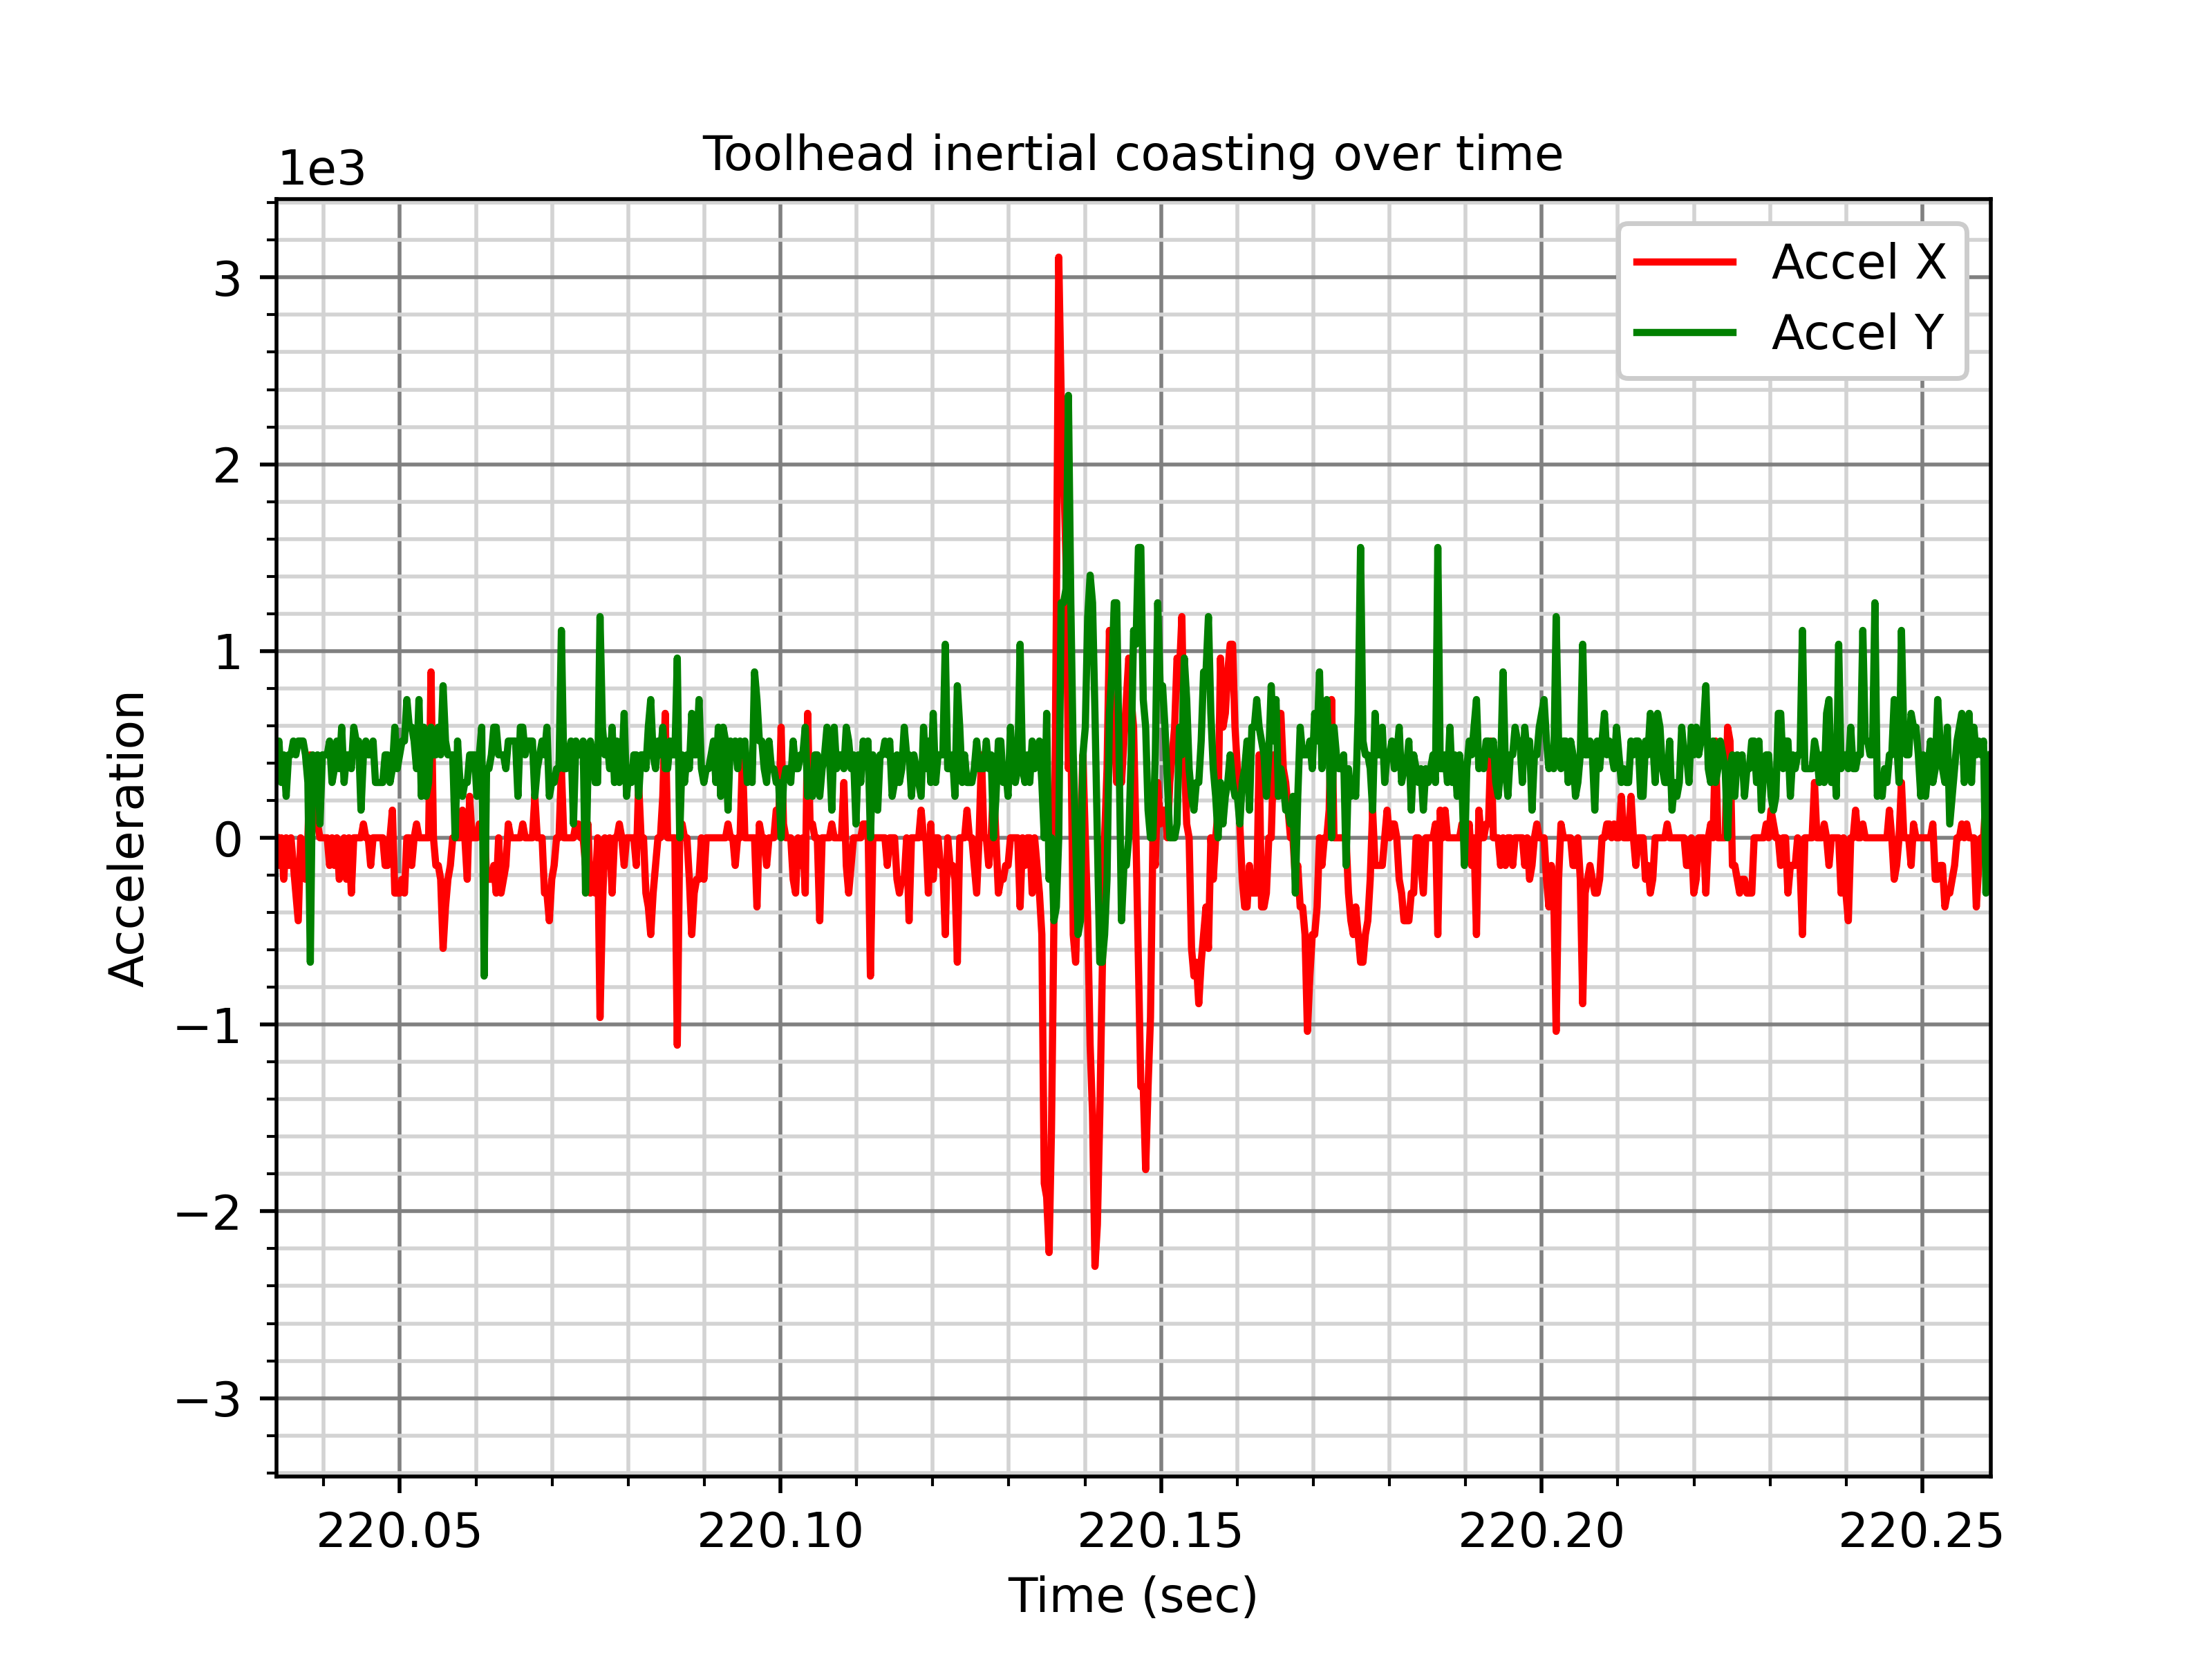 Toolhead inertial coasting over time
1e3
Accel X
Accel Y
3
2
1
0
−1
−2
−3
Acceleration
220.05 220.10 220.15 220.20 220.25
Time (sec)